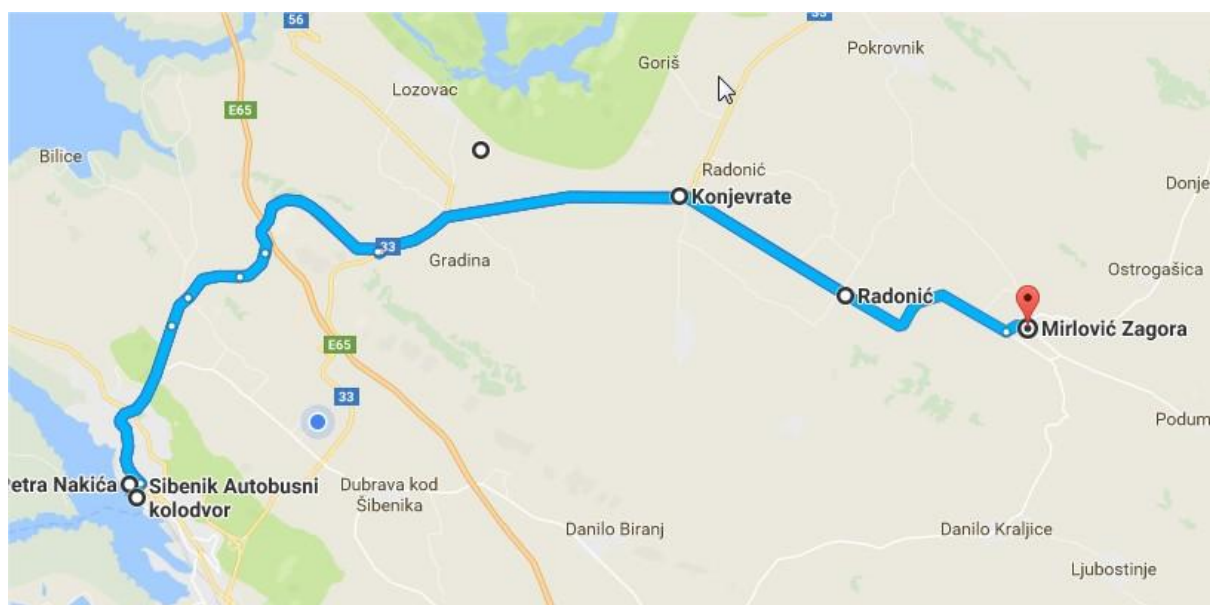 56
33
Pokrovnik
Goriš
Lozovac
E65
Bilice
Radonić
Konjevrate
Donje
33
Gradina
Ostrogašica
Radonić
Mirlović Zagora
E65
33
Podum
Petra Nakića
Sibenik Autobusni
kolodvor
Dubrava kod
Šibenika
Danilo Biranj
Danilo Kraljice
Ljubostinje